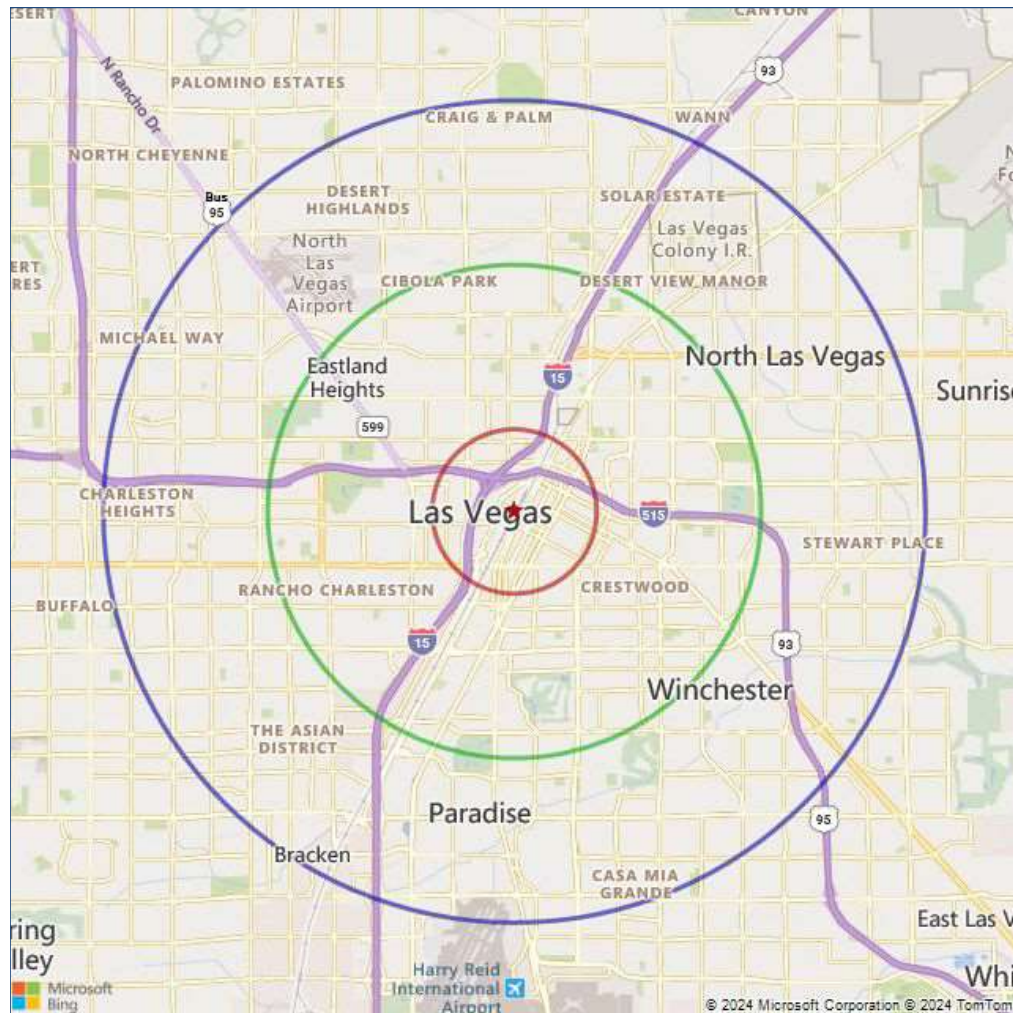 ESERT
CANYON
N Rancho Dr
PALOMINO ESTATES
93
CRAIG & PALM
WANN
NORTH CHEYENNE
DESERT
HIGHLANDS
SOLAR ESTATE
Bus
95
Las Vegas
Colony I.R.
North
Las
Vegas
Airport
ERT
RES
CIBOLA PARK
DESERT VIEW MANOR
MICHAEL WAY
Eastland
Heights
North Las Vegas
15
Sunris
599
CHARLESTON
HEIGHTS
Las Vegas
515
STEWART PLACE
RANCHO CHARLESTON
CRESTWOOD
BUFFALO
15
93
Winchester
THE ASIAN
DISTRICT
Paradise
95
Bracken
CASA MIA
GRANDE
East Las V
ring
lley
Harry Reid
International
Airport
Whi
Microsoft
Bing
© 2024 Microsoft Corporation © 2024 TomTom